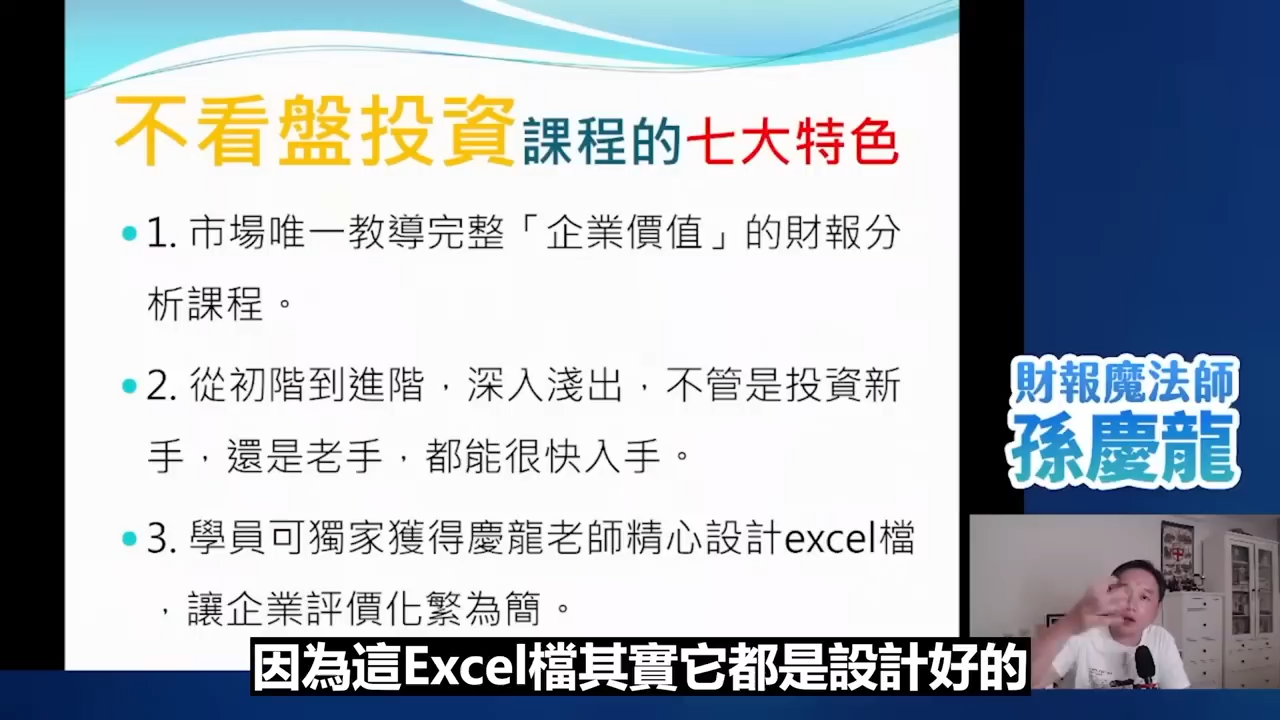 不看盤投資課程的七大特色
1. 市場唯一教導完整「企業價值」的財報分
析課程。
2. 從初階到進階，深入淺出，不管是投資新
手，還是老手，都能很快入手。
3. 學員可獨家獲得慶龍老師精心設計excel檔
，讓企業評價化繁為簡。
財報魔法師
孫慶龍
因為這Excel檔其實它都是設計好的